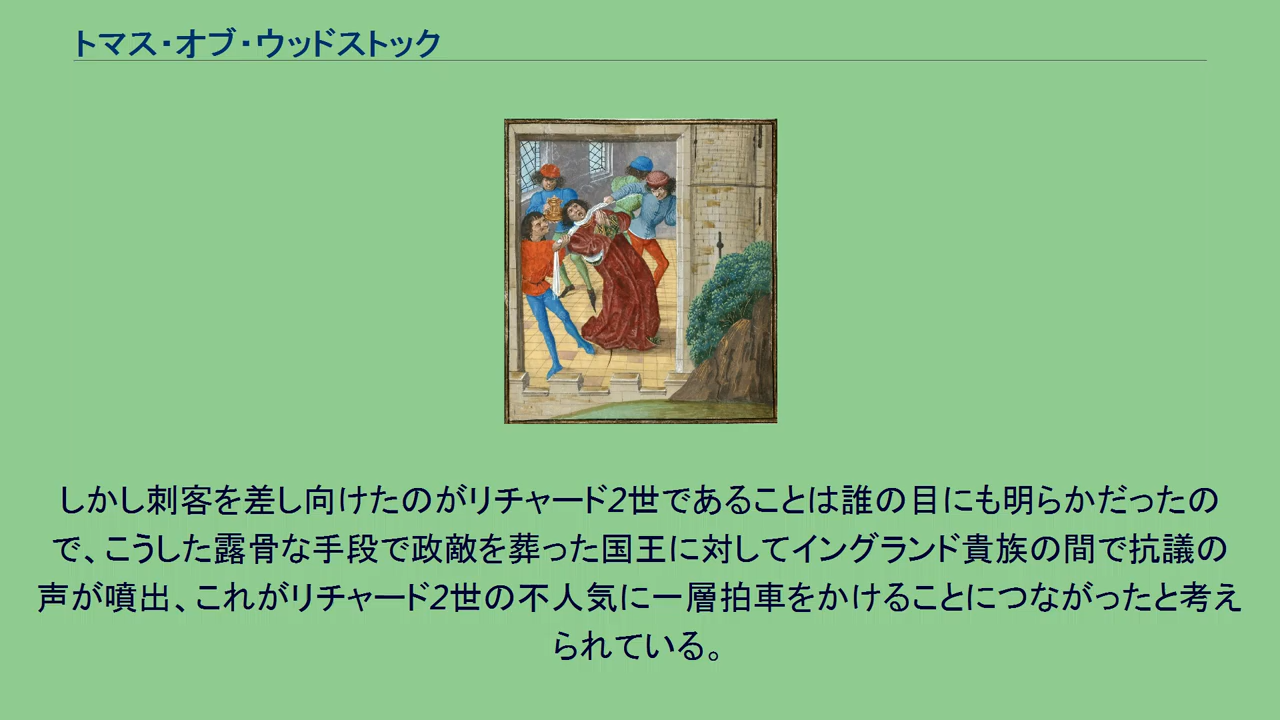 トマス・オブ・ウッドストック
しかし刺客を差し向けたのがリチャード2世であることは誰の目にも明らかだったの
で、こうした露骨な手段で政敵を葬った国王に対してイングランド貴族の間で抗議の
声が噴出、これがリチャード2世の不人気に一層拍車をかけることにつながったと考え
られている。